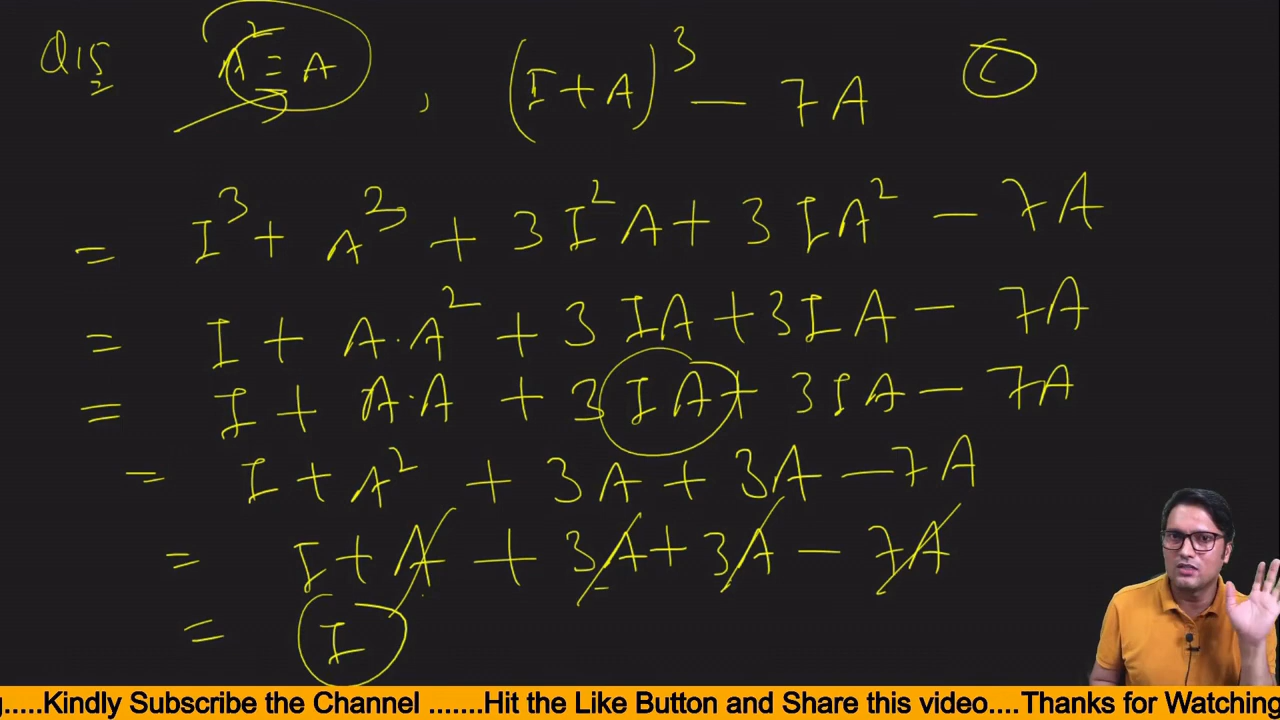 Q15 A² = A , (I + A)³ - 7A (C)
= I³ + A³ + 3I²A + 3IA² - 7A
= I + A·A² + 3IA + 3IA - 7A
= I + A·A + 3IA + 3IA - 7A
= I + A² + 3A + 3A - 7A
= I + A + 3A + 3A - 7A
= I
g.....Kindly Subscribe the Channel .......Hit the Like Button and Share this video....Thanks for Watching